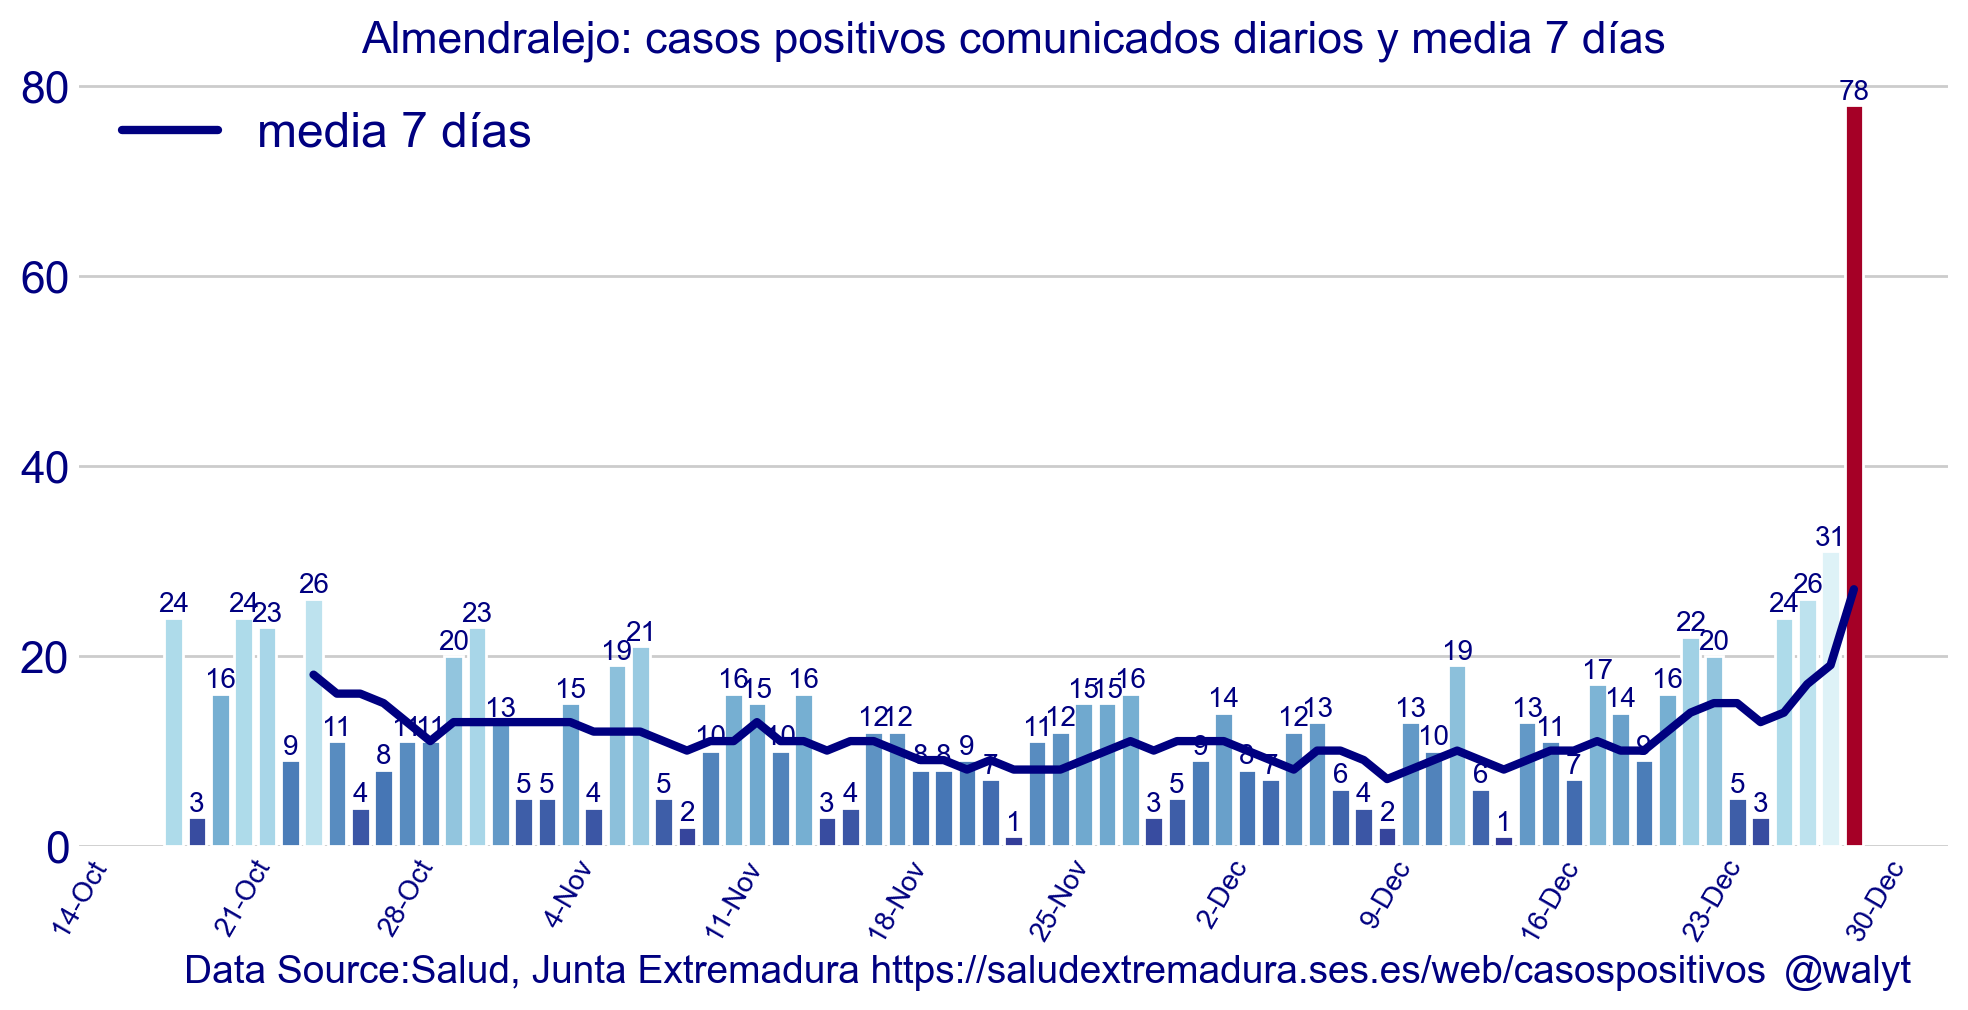 Almendralejo: casos positivos comunicados diarios y media 7 días
media 7 días
80
60
40
20
0
24 3 16 24 23 9 26 11 4 8 11 11 20 23 13 5 5 15 4 19 21 5 2 10 16 15 10 16 3 4 12 12 8 8 9 7 1 11 12 15 15 16 3 5 9 14 8 7 12 13 6 4 2 13 10 19 6 1 13 11 7 17 14 9 16 22 20 5 3 24 26 31 78
14-Oct 21-Oct 28-Oct 4-Nov 11-Nov 18-Nov 25-Nov 2-Dec 9-Dec 16-Dec 23-Dec 30-Dec
Data Source:Salud, Junta Extremadura https://saludextremadura.ses.es/web/casospositivos @walyt